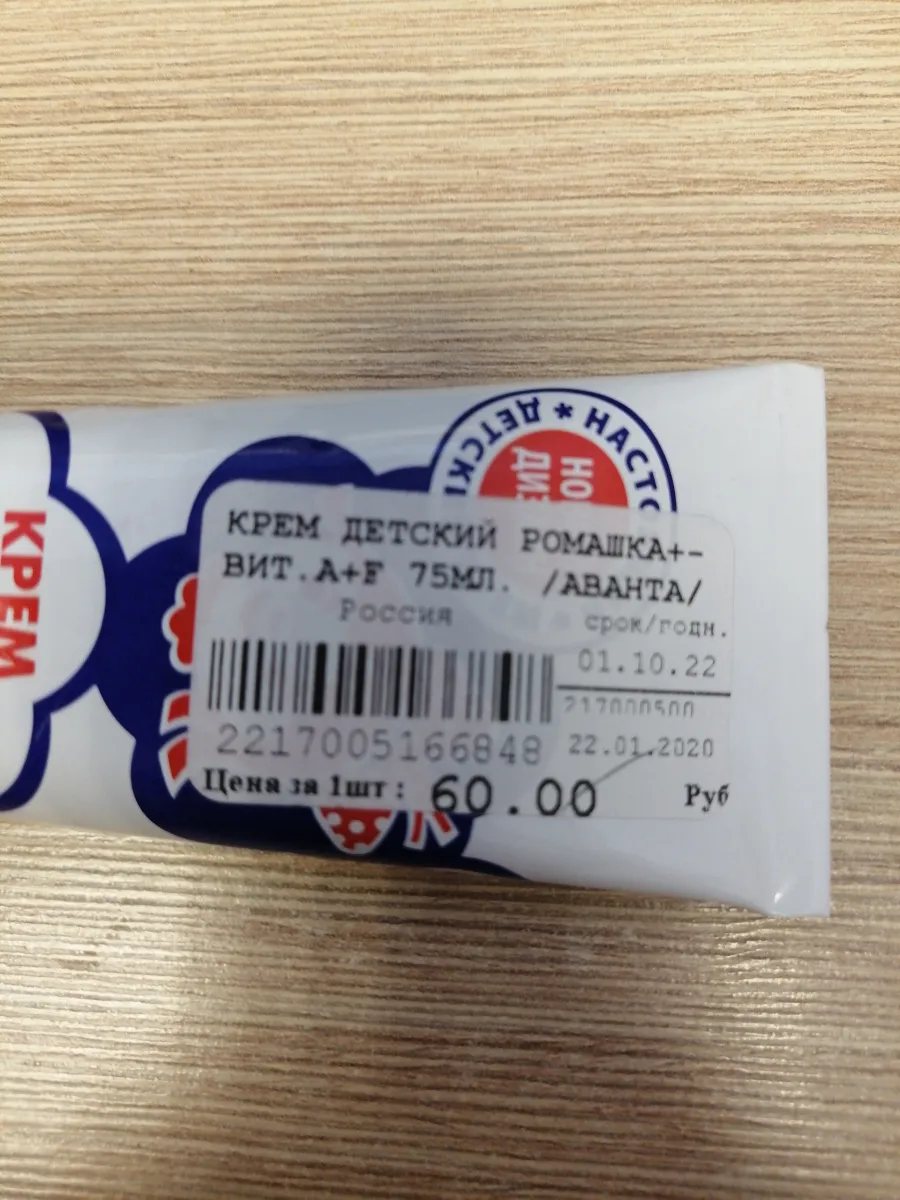 КРЕМ ДЕТСКИЙ РОМАШКА+-
ВИТ.А+F 75МЛ. /АВАНТА/
Россия
срок/годн.
01.10.22
217000500
2217005166848
22.01.2020
Цена за 1шт : 60.00 Руб
КРЕМ